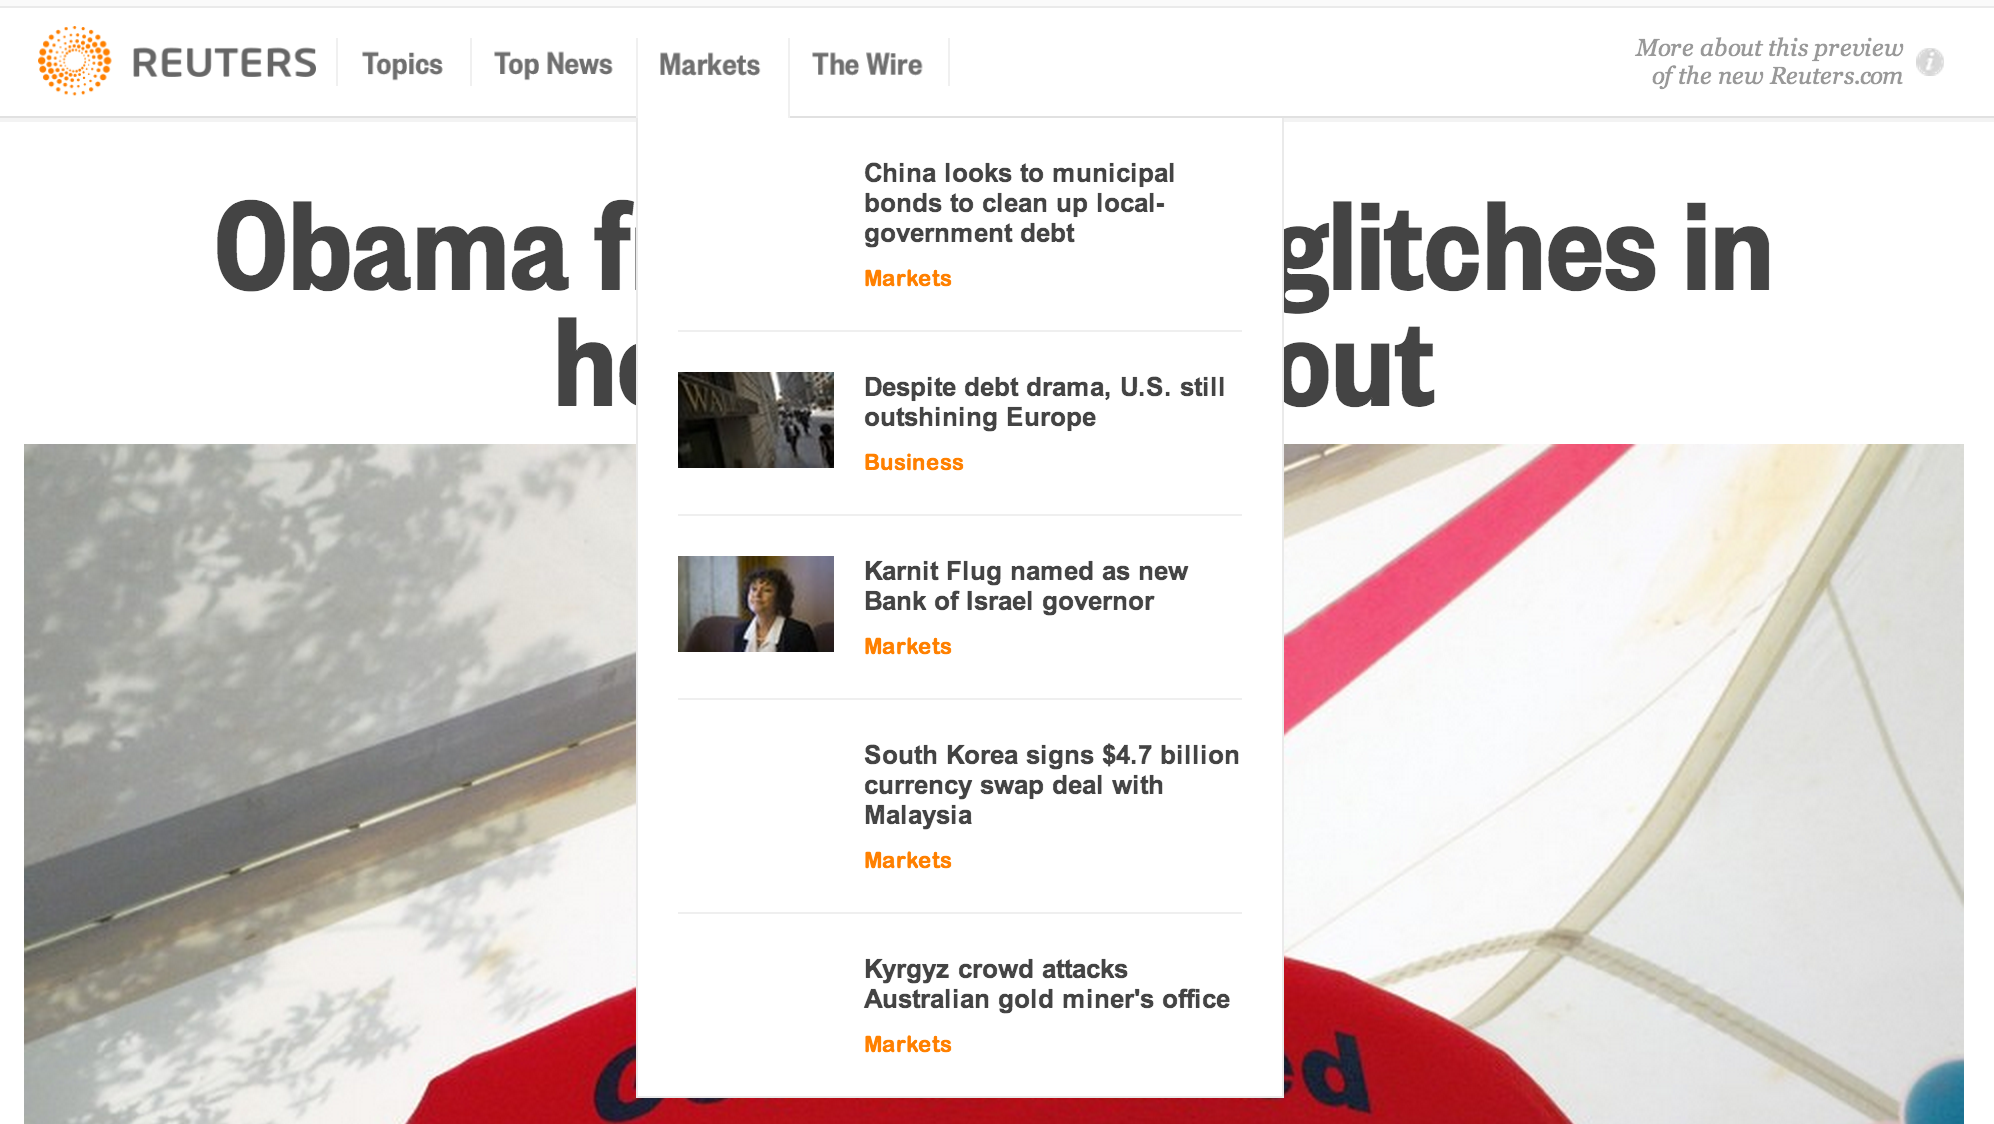 REUTERS
Topics
Top News
Markets
The Wire
More about this preview
of the new Reuters.com
Obama glitches in
out
China looks to municipal
bonds to clean up local-
government debt
Markets
Despite debt drama, U.S. still
outshining Europe
Business
Karnit Flug named as new
Bank of Israel governor
Markets
South Korea signs $4.7 billion
currency swap deal with
Malaysia
Markets
Kyrgyz crowd attacks
Australian gold miner's office
Markets